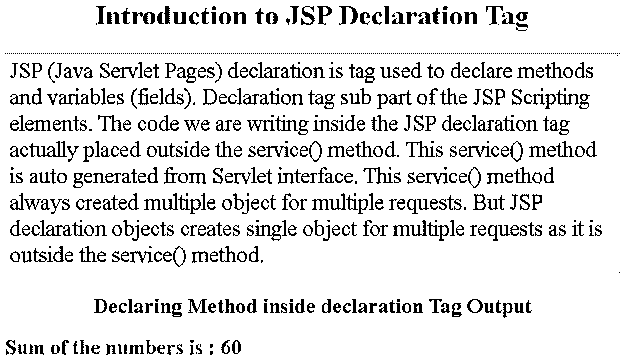 Introduction to JSP Declaration Tag
JSP (Java Servlet Pages) declaration is tag used to declare methods
and variables (fields). Declaration tag sub part of the JSP Scripting
elements. The code we are writing inside the JSP declaration tag
actually placed outside the service() method. This service() method
is auto generated from Servlet interface. This service() method
always created multiple object for multiple requests. But JSP
declaration objects creates single object for multiple requests as it is
outside the service() method.
Declaring Method inside declaration Tag Output
Sum of the numbers is : 60